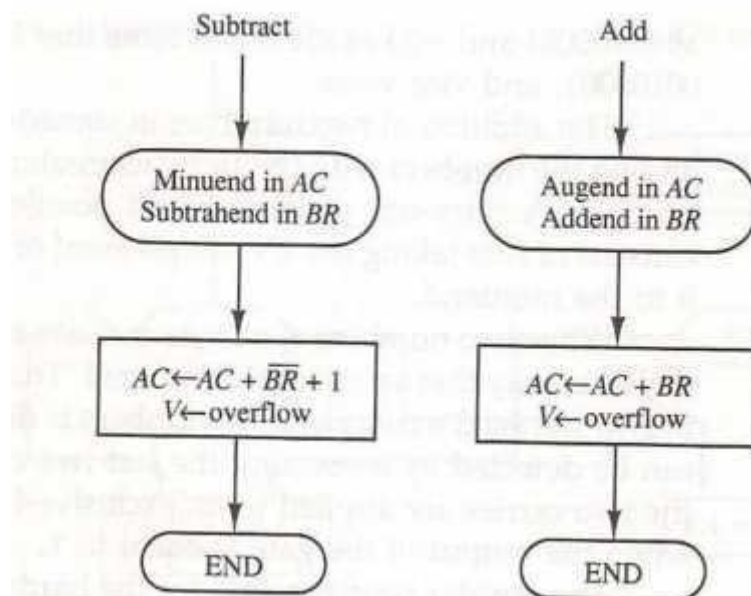 Subtract
Minuend in AC
Subtrahend in BR
AC←AC + B̅R̅ + 1
V←overflow
END
Add
Augend in AC
Addend in BR
AC←AC + BR
V←overflow
END